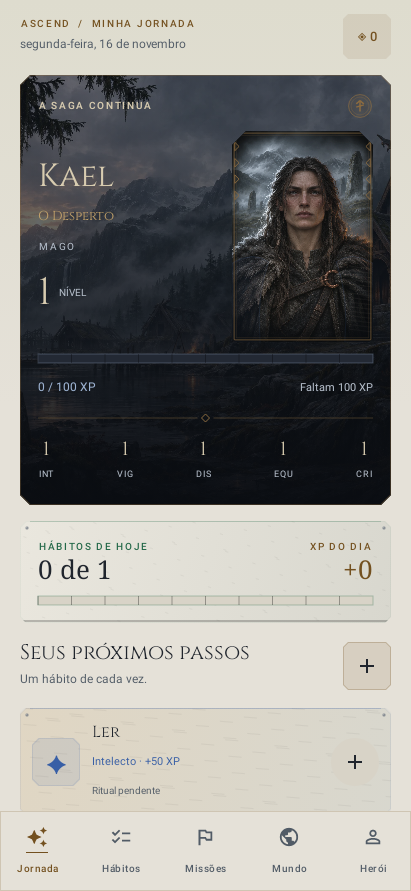 ASCEND / MINHA JORNADA
segunda-feira, 16 de novembro
0
A SAGA CONTINUA
KAEL
O DESPERTO
MAGO
1 NÍVEL
0 / 100 XP
Faltam 100 XP
1 1 1 1 1
INT VIG DIS EQU CRI
HÁBITOS DE HOJE
XP DO DIA
0 de 1
+0
SEUS PRÓXIMOS PASSOS
Um hábito de cada vez.
LER
Intelecto · +50 XP
Ritual pendente
Jornada Hábitos Missões Mundo Herói